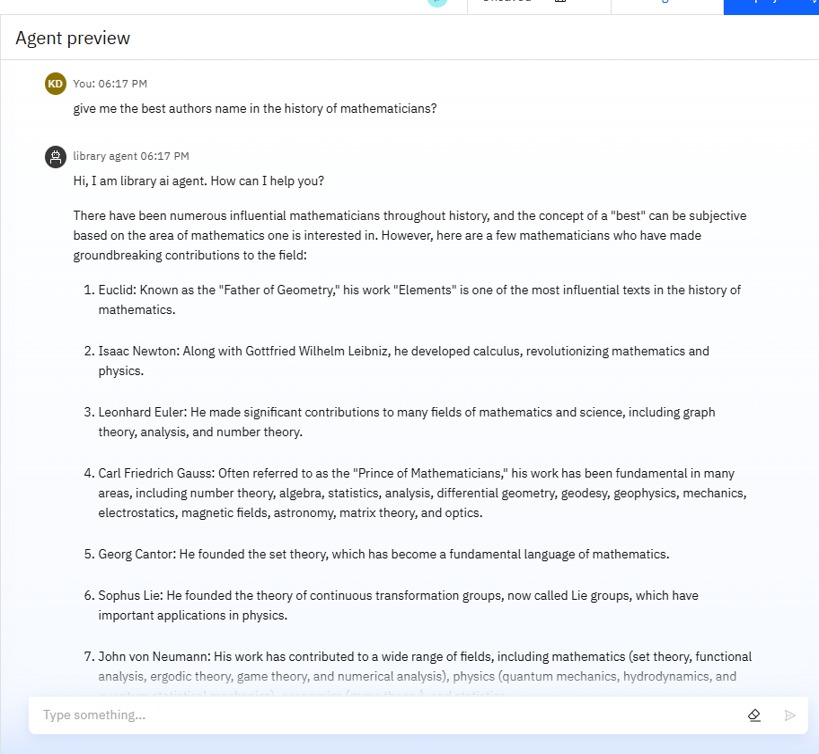 Agent preview
KD
You: 06:17 PM
give me the best authors name in the history of mathematicians?
library agent 06:17 PM
Hi, I am library ai agent. How can I help you?
There have been numerous influential mathematicians throughout history, and the concept of a "best" can be subjective
based on the area of mathematics one is interested in. However, here are a few mathematicians who have made
groundbreaking contributions to the field:
1. Euclid: Known as the "Father of Geometry," his work "Elements" is one of the most influential texts in the history of
mathematics.
2. Isaac Newton: Along with Gottfried Wilhelm Leibniz, he developed calculus, revolutionizing mathematics and
physics.
3. Leonhard Euler: He made significant contributions to many fields of mathematics and science, including graph
theory, analysis, and number theory.
4. Carl Friedrich Gauss: Often referred to as the "Prince of Mathematicians," his work has been fundamental in many
areas, including number theory, algebra, statistics, analysis, differential geometry, geodesy, geophysics, mechanics,
electrostatics, magnetic fields, astronomy, matrix theory, and optics.
5. Georg Cantor: He founded the set theory, which has become a fundamental language of mathematics.
6. Sophus Lie: He founded the theory of continuous transformation groups, now called Lie groups, which have
important applications in physics.
7. John von Neumann: His work has contributed to a wide range of fields, including mathematics (set theory, functional
analysis, ergodic theory, game theory, and numerical analysis), physics (quantum mechanics, hydrodynamics, and
Type something...